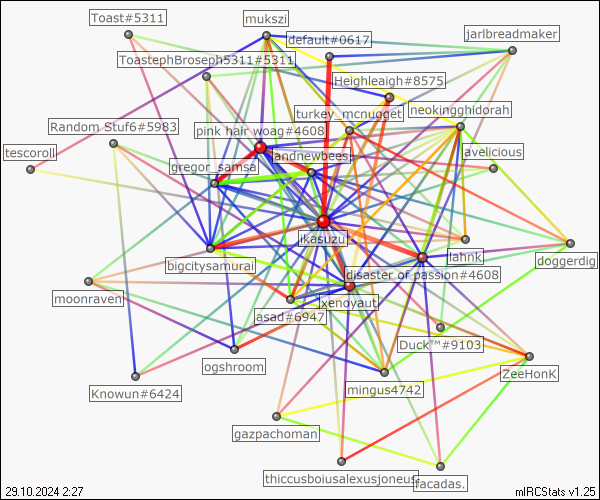 Toast#5311
mukszi
jarlbreadmaker
default#0617
ToastephBroseph5311#5311
Heighleaigh#8575
turkey_mcnugget
neokingghidorah
Random Stuf6#5983
pink hair woag#4608
tescoroll
gregor_samsa
andnewbees
avelicious
ikasuzu
bigcitysamurai
lahnk
doggerdig
disaster of passion#4608
moonraven
xenoyaut
asad#6947
Duck™#9103
ogshroom
ZeeHonK
Knowun#6424
mingus4742
gazpachoman
thiccusboiusalexusjoneus
facadas.
29.10.2024 2:27
mIRCStats v1.25